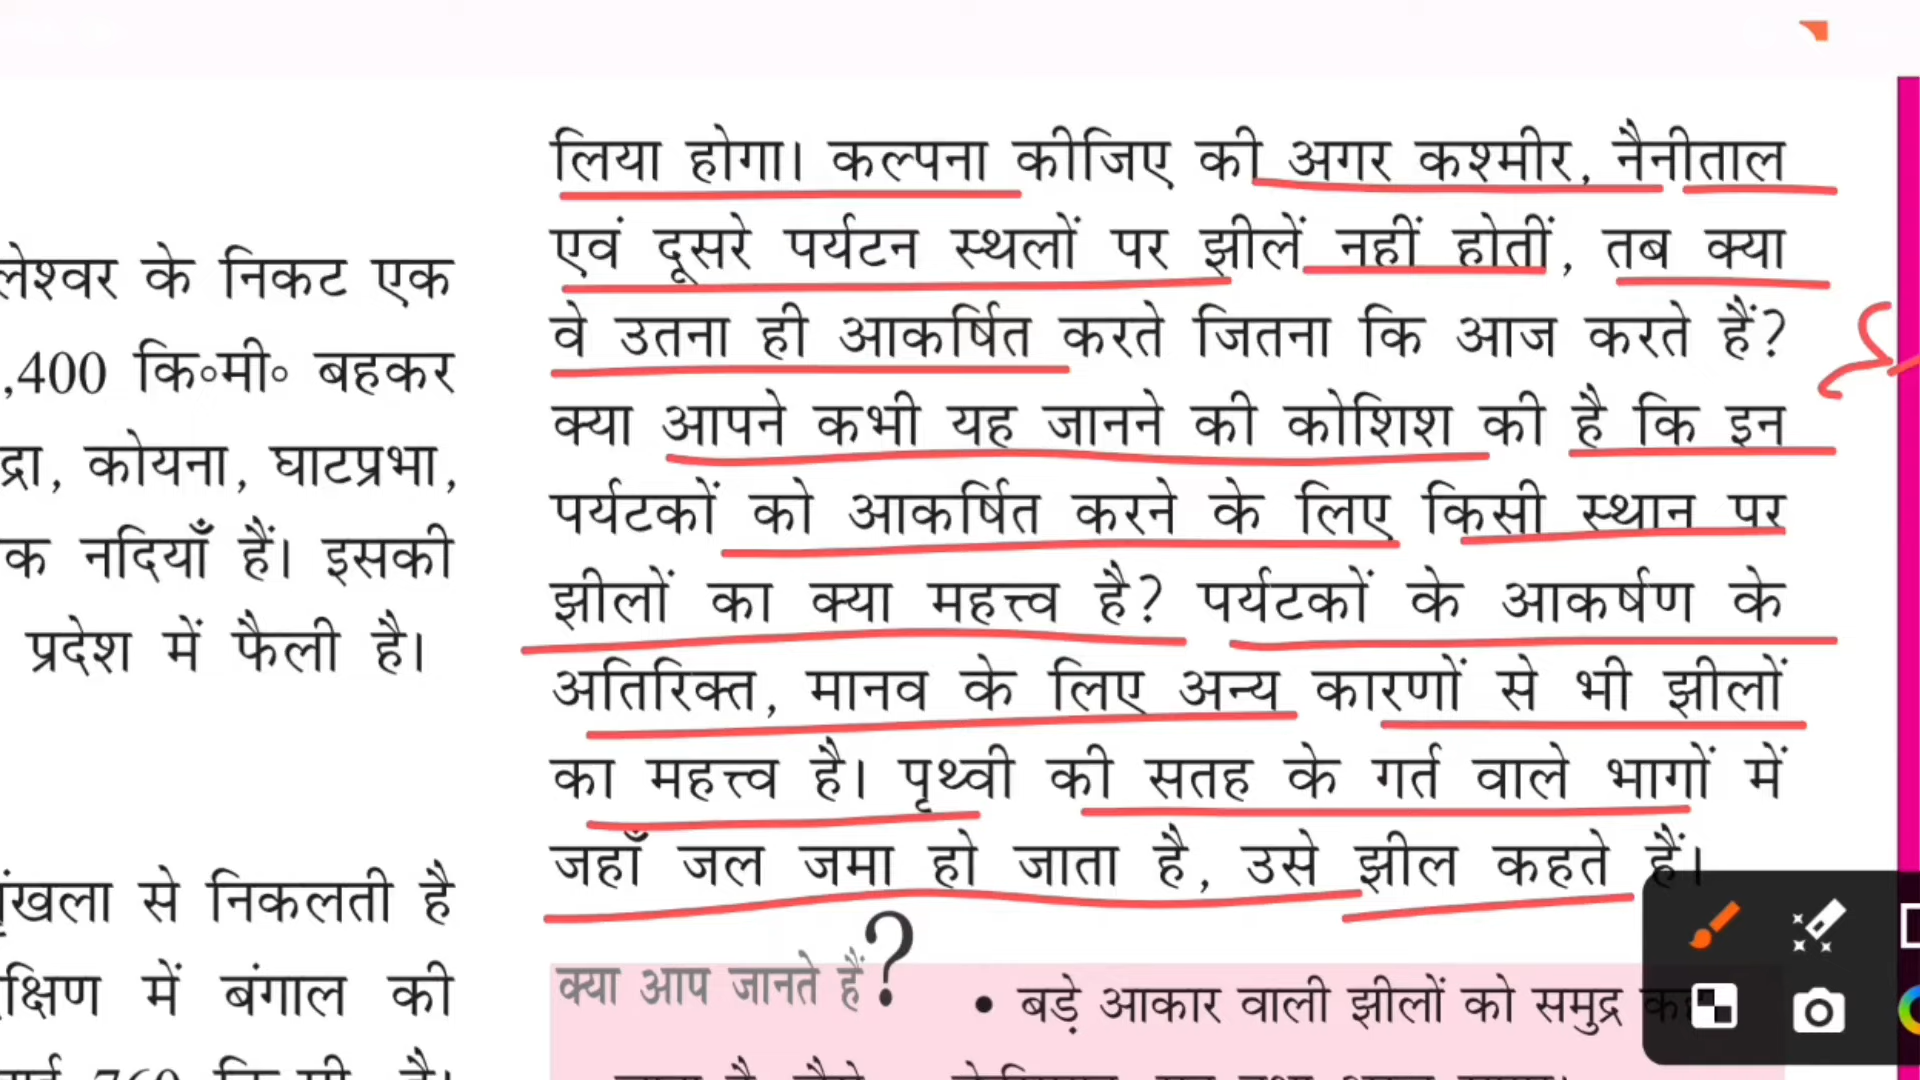 के निकट एक
,400 कि॰मी॰ बहकर
कोयना, घाटप्रभा,
नदियाँ हैं। इसकी
प्रदेश में फैली है।
से निकलती है
में बंगाल की
लिया होगा। कल्पना कीजिए की अगर कश्मीर, नैनीताल
एवं दूसरे पर्यटन स्थलों पर झीलें नहीं होतीं, तब क्या
वे उतना ही आकर्षित करते जितना कि आज करते हैं?
क्या आपने कभी यह जानने की कोशिश की है कि इन
पर्यटकों को आकर्षित करने के लिए किसी स्थान पर
झीलों का क्या महत्त्व है? पर्यटकों के आकर्षण के
अतिरिक्त, मानव के लिए अन्य कारणों से भी झीलों
का महत्त्व है। पृथ्वी की सतह के गर्त वाले भागों में
जहाँ जल जमा हो जाता है, उसे झील कहते हैं।
क्या आप जानते हैं?
• बड़े आकार वाली झीलों को समुद्र